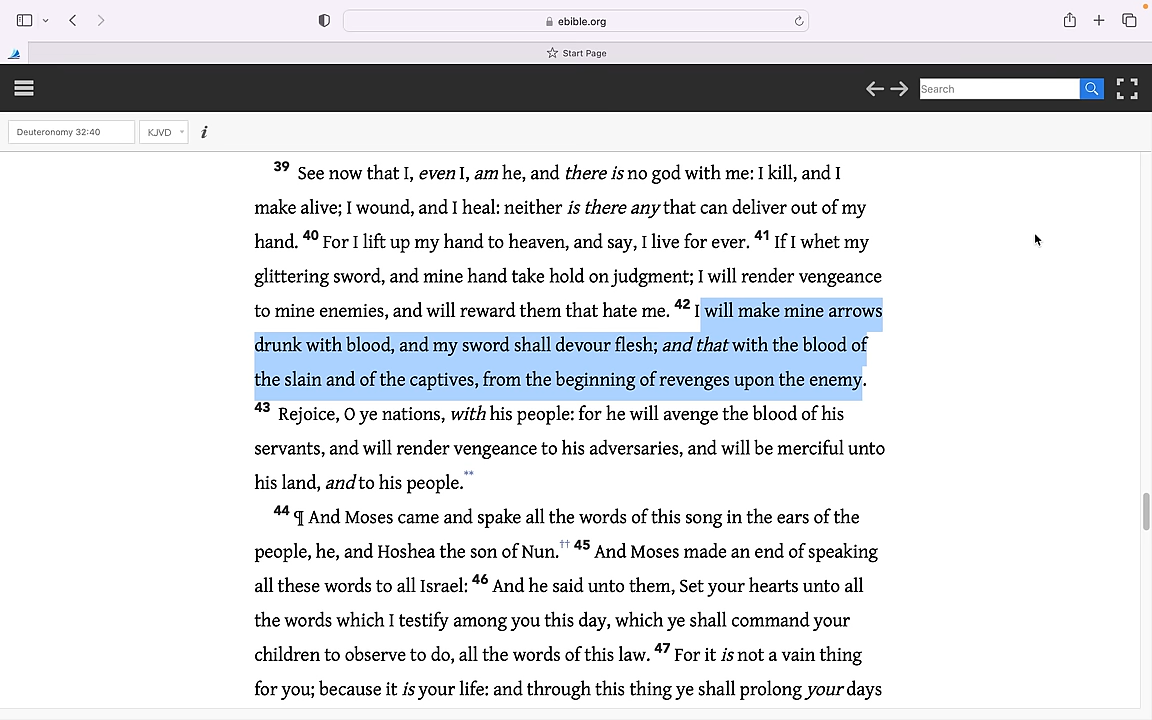 ebible.org
Start Page
Search
Deuteronomy 32:40
KJVD
i
39 See now that I, even I, am he, and there is no god with me: I kill, and I
make alive; I wound, and I heal: neither is there any that can deliver out of my
hand. 40 For I lift up my hand to heaven, and say, I live for ever. 41 If I whet my
glittering sword, and mine hand take hold on judgment; I will render vengeance
to mine enemies, and will reward them that hate me. 42 I will make mine arrows
drunk with blood, and my sword shall devour flesh; and that with the blood of
the slain and of the captives, from the beginning of revenges upon the enemy.
43 Rejoice, O ye nations, with his people: for he will avenge the blood of his
servants, and will render vengeance to his adversaries, and will be merciful unto
his land, and to his people.**
44 ¶ And Moses came and spake all the words of this song in the ears of the
people, he, and Hoshea the son of Nun.†† 45 And Moses made an end of speaking
all these words to all Israel: 46 And he said unto them, Set your hearts unto all
the words which I testify among you this day, which ye shall command your
children to observe to do, all the words of this law. 47 For it is not a vain thing
for you; because it is your life: and through this thing ye shall prolong your days